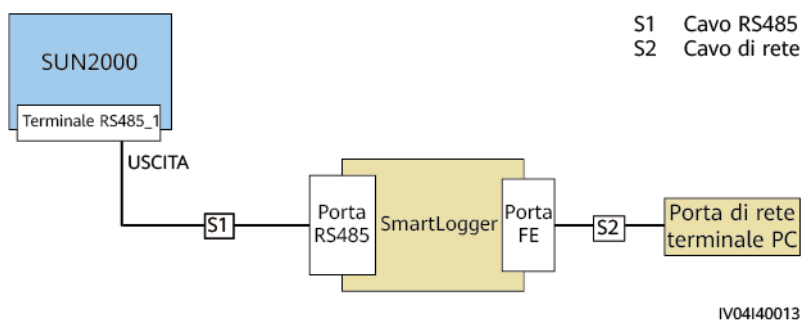 S1 Cavo RS485
S2 Cavo di rete
SUN2000
Terminale RS485_1
USCITA
S1
Porta
RS485
SmartLogger
Porta
FE
S2
Porta di rete
terminale PC
IV04I40013